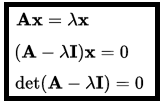 Ax = λx
(A − λI)x = 0
det(A − λI) = 0